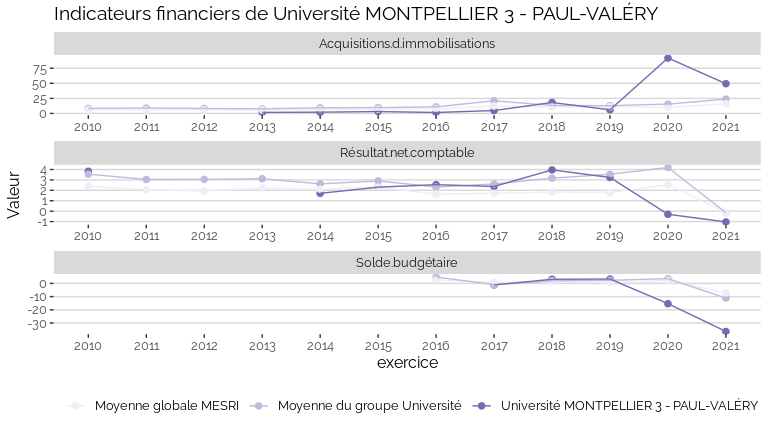 Indicateurs financiers de Université MONTPELLIER 3 - PAUL-VALÉRY
Acquisitions.d.immobilisations
75
50
25
0
2010 2011 2012 2013 2014 2015 2016 2017 2018 2019 2020 2021
Résultat.net.comptable
4
3
2
1
0
-1
2010 2011 2012 2013 2014 2015 2016 2017 2018 2019 2020 2021
Valeur
Solde.budgétaire
0
-10
-20
-30
2010 2011 2012 2013 2014 2015 2016 2017 2018 2019 2020 2021
exercice
Moyenne globale MESRI Moyenne du groupe Université Université MONTPELLIER 3 - PAUL-VALÉRY